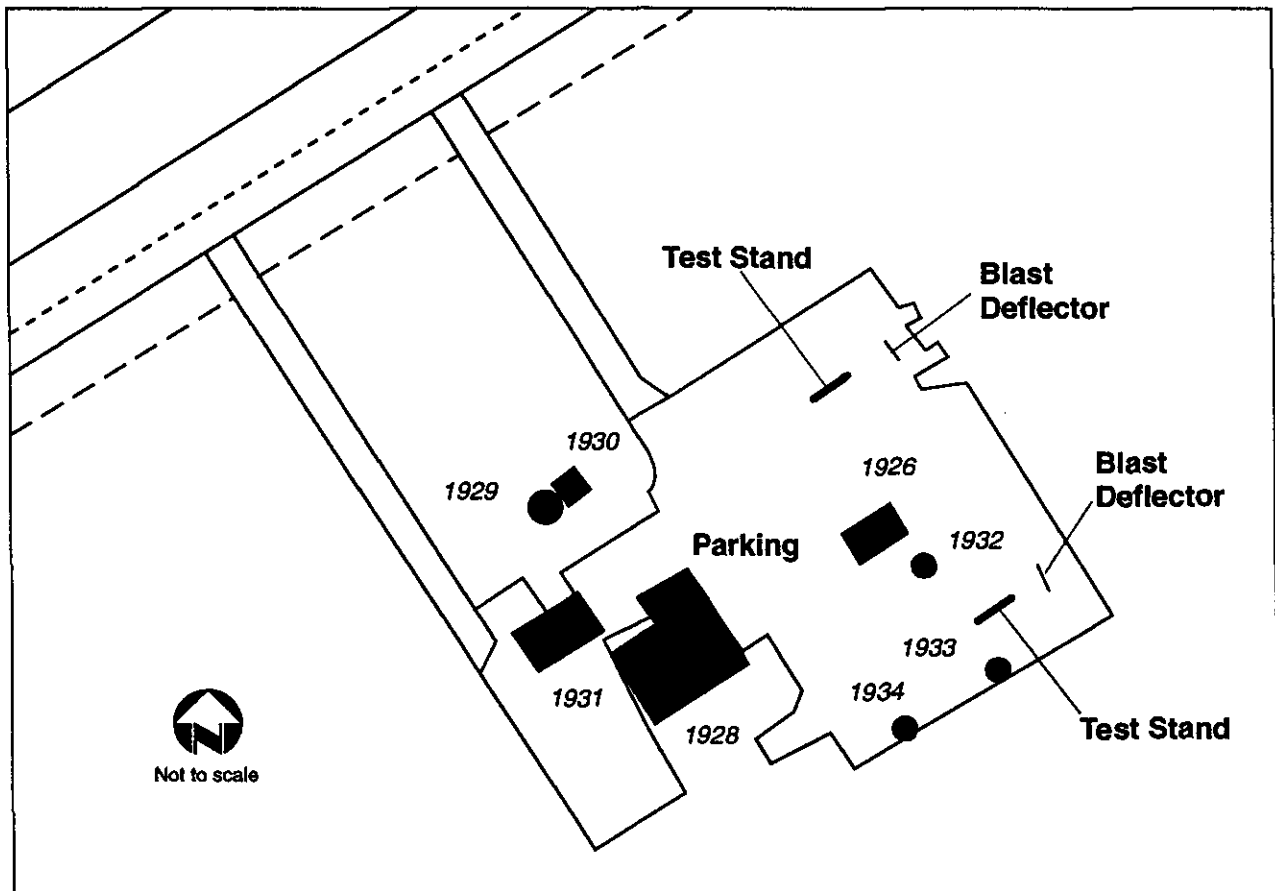 Test Stand
Blast
Deflector
1930
1929
1926
Blast
Deflector
Parking
1932
1933
1934
1931
1928
Test Stand
N
Not to scale